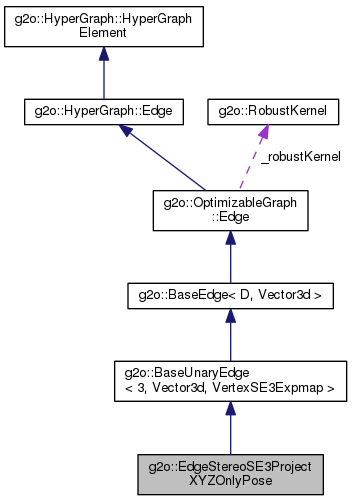 g2o::HyperGraph::HyperGraph
Element
g2o::HyperGraph::Edge
g2o::RobustKernel
_robustKernel
g2o::OptimizableGraph
::Edge
g2o::BaseEdge< D, Vector3d >
g2o::BaseUnaryEdge
< 3, Vector3d, VertexSE3Expmap >
g2o::EdgeStereoSE3Project
XYZOnlyPose